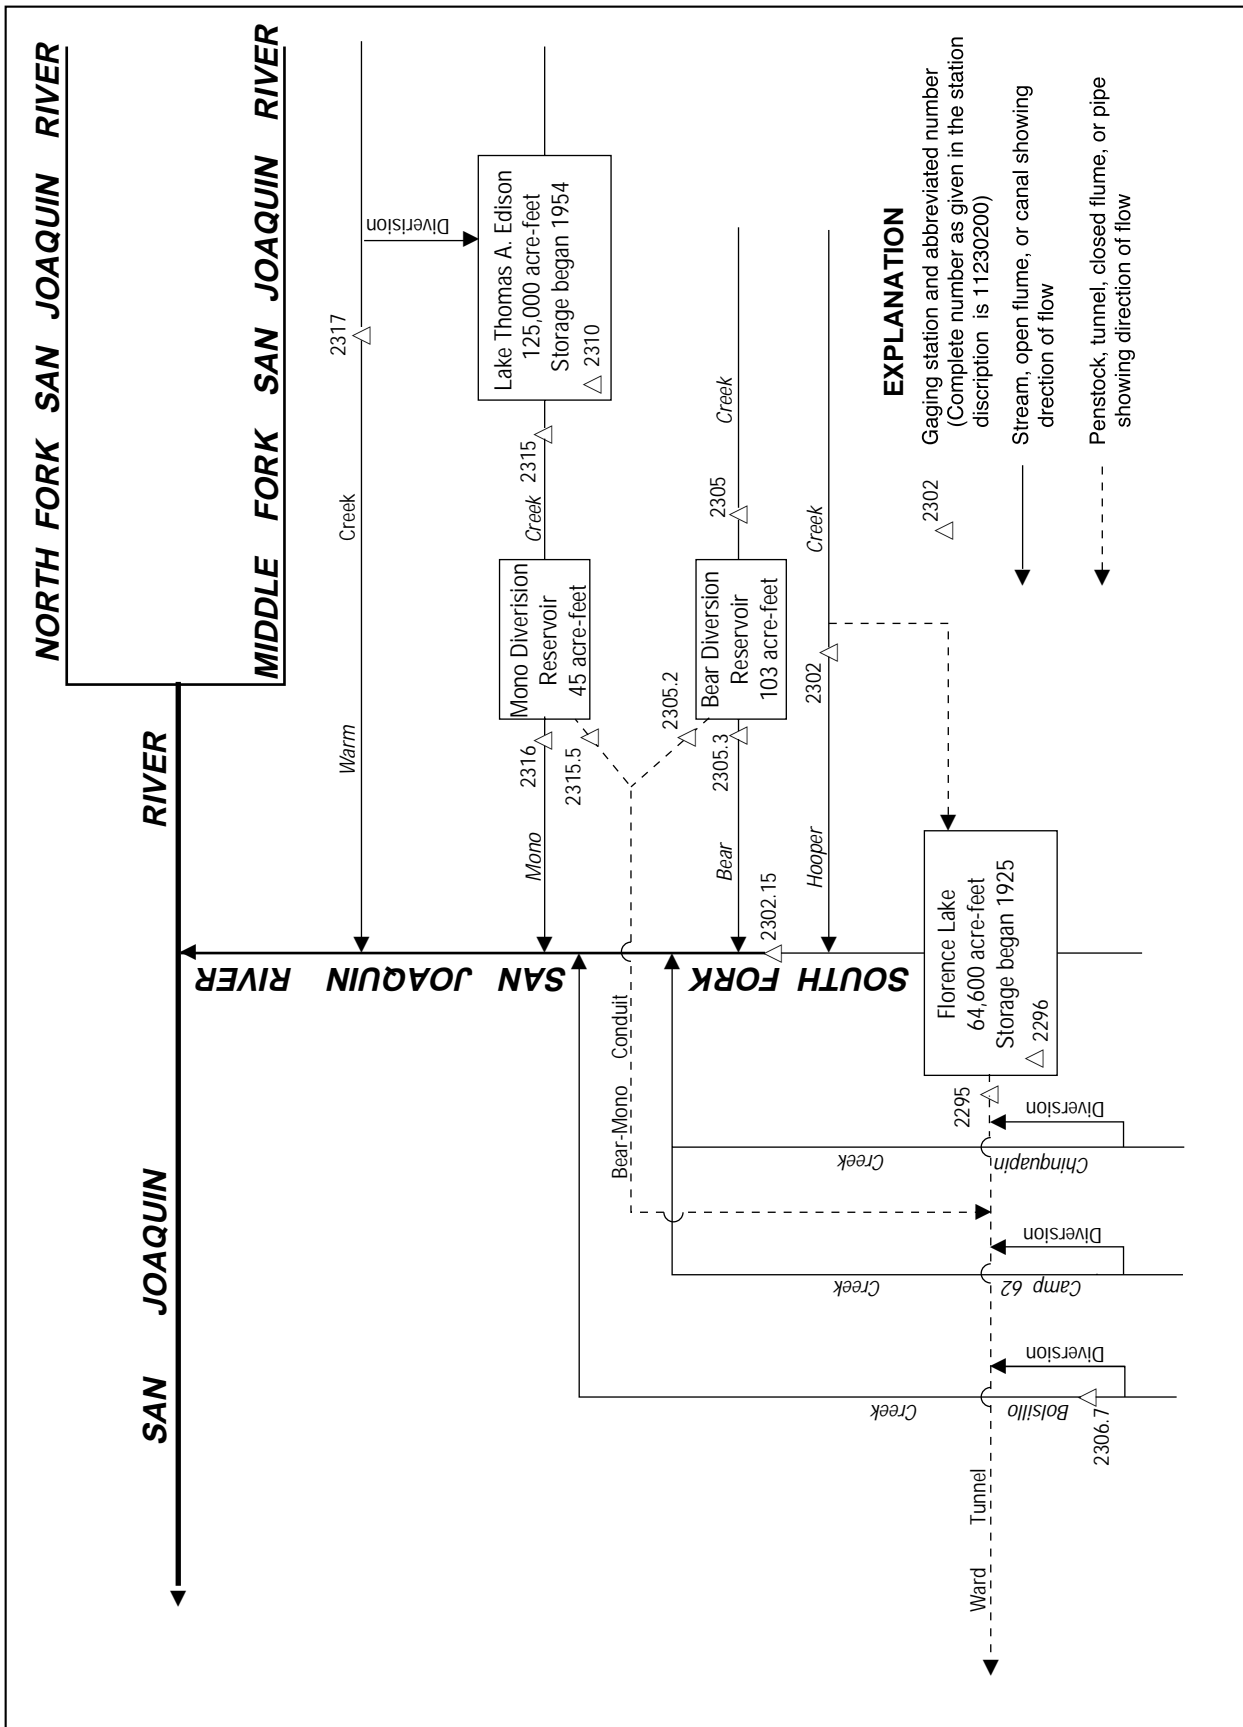 NORTH FORK SAN JOAQUIN RIVER
MIDDLE FORK SAN JOAQUIN RIVER
SAN JOAQUIN RIVER
SOUTH FORK SAN JOAQUIN RIVER
Warm Creek
2317
Diverision
Lake Thomas A. Edison
125,000 acre-feet
Storage began 1954
2310
Mono Creek
2315
Mono Diverision
Reservoir
45 acre-feet
2316
2315.5
Bear-Mono Conduit
2305.2
Bear Creek
2305
Bear Diversion
Reservoir
103 acre-feet
2305.3
2302.15
Hooper Creek
2302
Florence Lake
64,600 acre-feet
Storage began 1925
2296
2295
Chinquapin Creek
Diversion
Camp 62 Creek
Diversion
Bolsillo Creek
Diversion
2306.7
Ward Tunnel
EXPLANATION
2302
Gaging station and abbreviated number
(Complete number as given in the station
discription is 11230200)
Stream, open flume, or canal showing
drection of flow
Penstock, tunnel, closed flume, or pipe
showing direction of flow